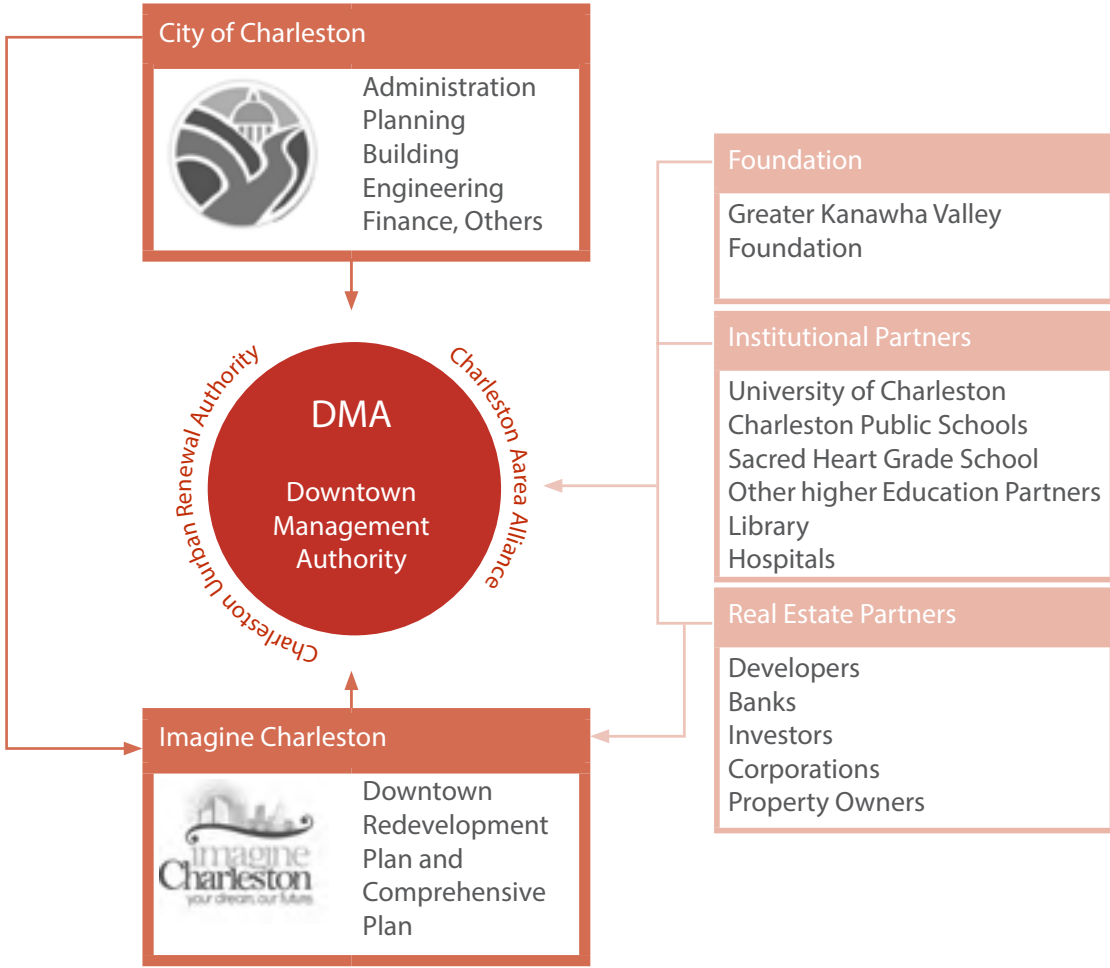 City of Charleston
Administration
Planning
Building
Engineering
Finance, Others
Foundation
Greater Kanawha Valley
Foundation
Institutional Partners
University of Charleston
Charleston Public Schools
Sacred Heart Grade School
Other higher Education Partners
Library
Hospitals
Real Estate Partners
Developers
Banks
Investors
Corporations
Property Owners
Charleston Uurban Renewal Authority
Charleston Aarea Alliance
DMA
Downtown
Management
Authority
Imagine Charleston
imagine
Charleston
your dream, our future.
Downtown
Redevelopment
Plan and
Comprehensive
Plan